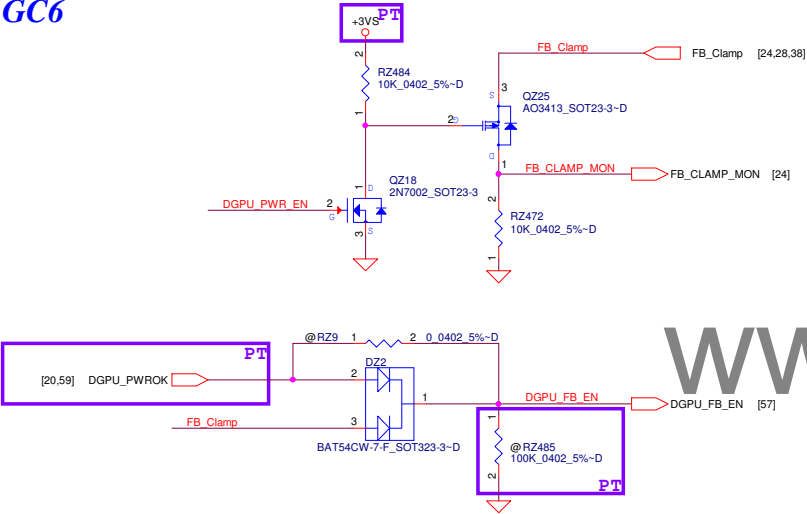 GC6
PT
+3VS
2
RZ484
10K_0402_5%~D
1
FB_Clamp
FB_Clamp [24,28,38]
3
S
QZ25
AO3413_SOT23-3~D
2
1
FB_CLAMP_MON
FB_CLAMP_MON [24]
1
D
QZ18
2N7002_SOT23-3
DGPU_PWR_EN
2
G
3
S
2
RZ472
10K_0402_5%~D
1
@RZ9 1 2 0_0402_5%~D
PT
[20,59] DGPU_PWROK
DZ2
2
1
DGPU_FB_EN
DGPU_FB_EN [57]
FB_Clamp
3
BAT54CW-7-F_SOT323-3~D
1
@RZ485
100K_0402_5%~D
2
PT